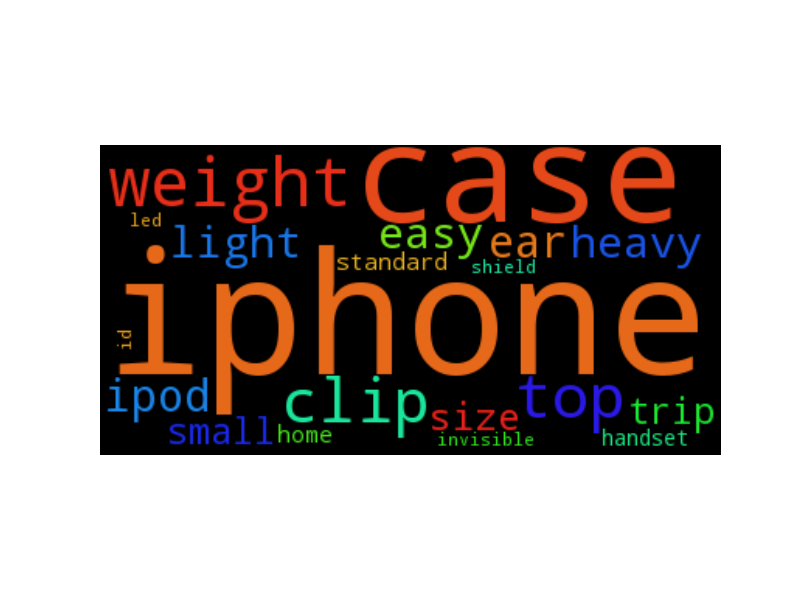 weight case
led
light easy ear heavy
standard shield
iphone
id
ipod clip size top trip
small home invisible handset